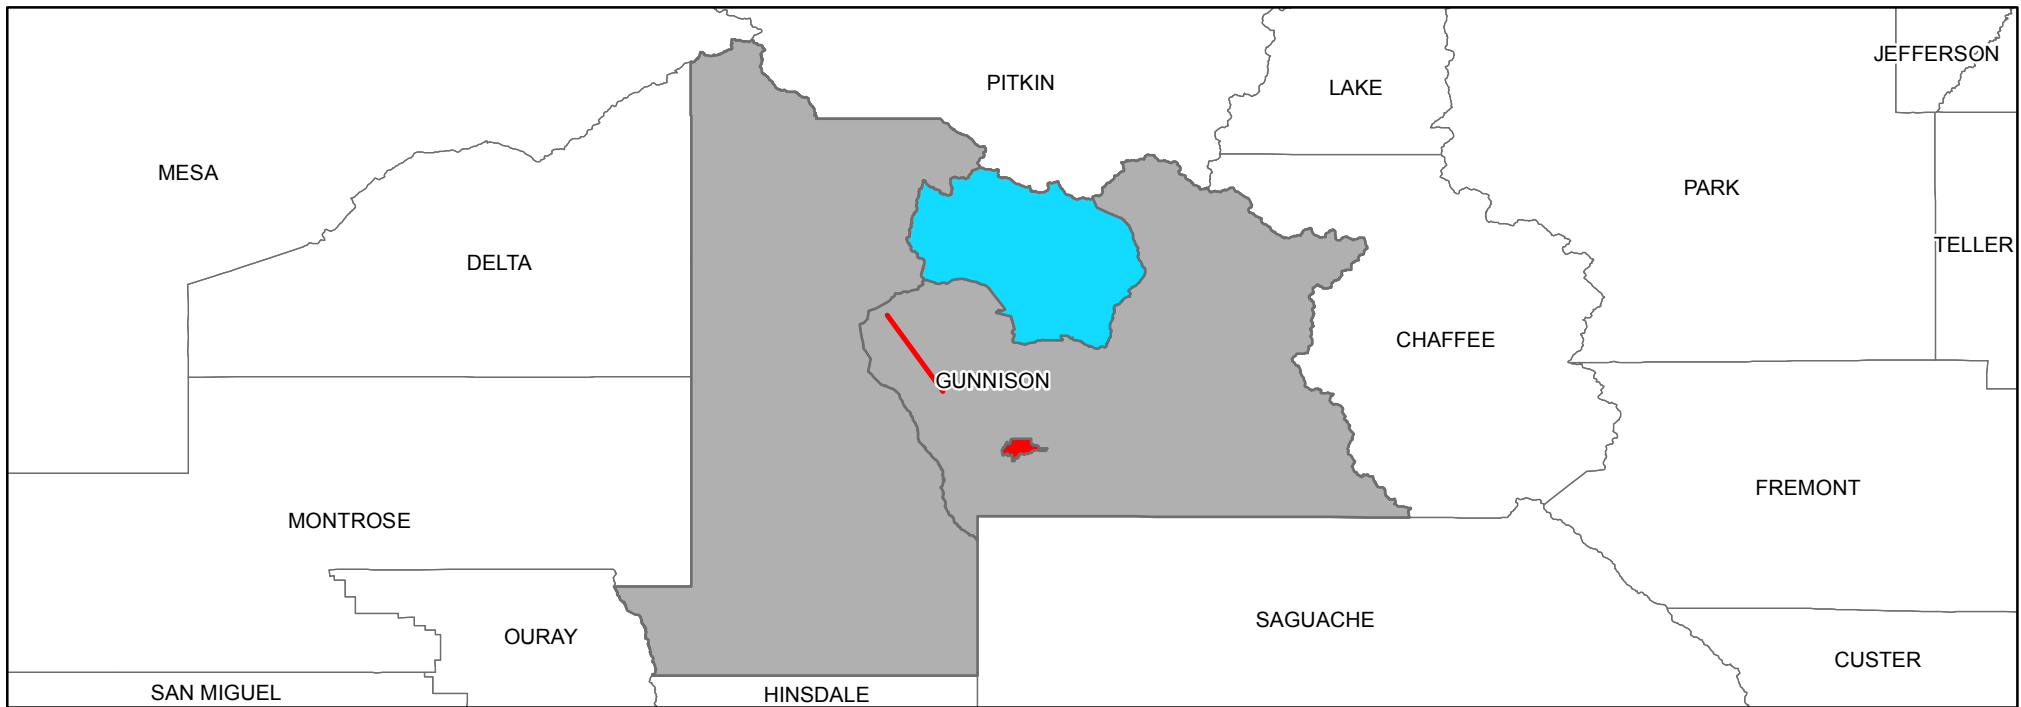 JEFFERSON
PITKIN
LAKE
MESA
PARK
TELLER
DELTA
CHAFFEE
GUNNISON
FREMONT
MONTROSE
SAGUACHE
OURAY
CUSTER
SAN MIGUEL
HINSDALE